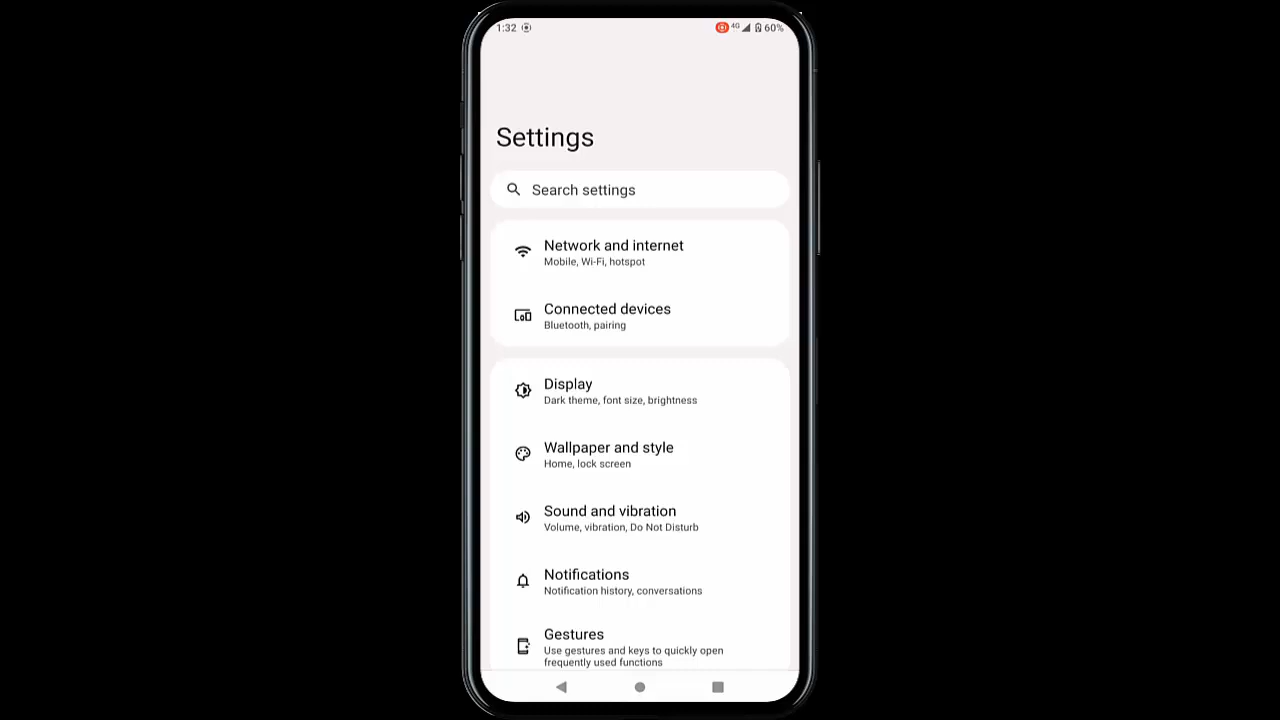 1:32 4G 60%
Settings
Search settings
Network and internet
Mobile, Wi-Fi, hotspot
Connected devices
Bluetooth, pairing
Display
Dark theme, font size, brightness
Wallpaper and style
Home, lock screen
Sound and vibration
Volume, vibration, Do Not Disturb
Notifications
Notification history, conversations
Gestures
Use gestures and keys to quickly open
frequently used functions